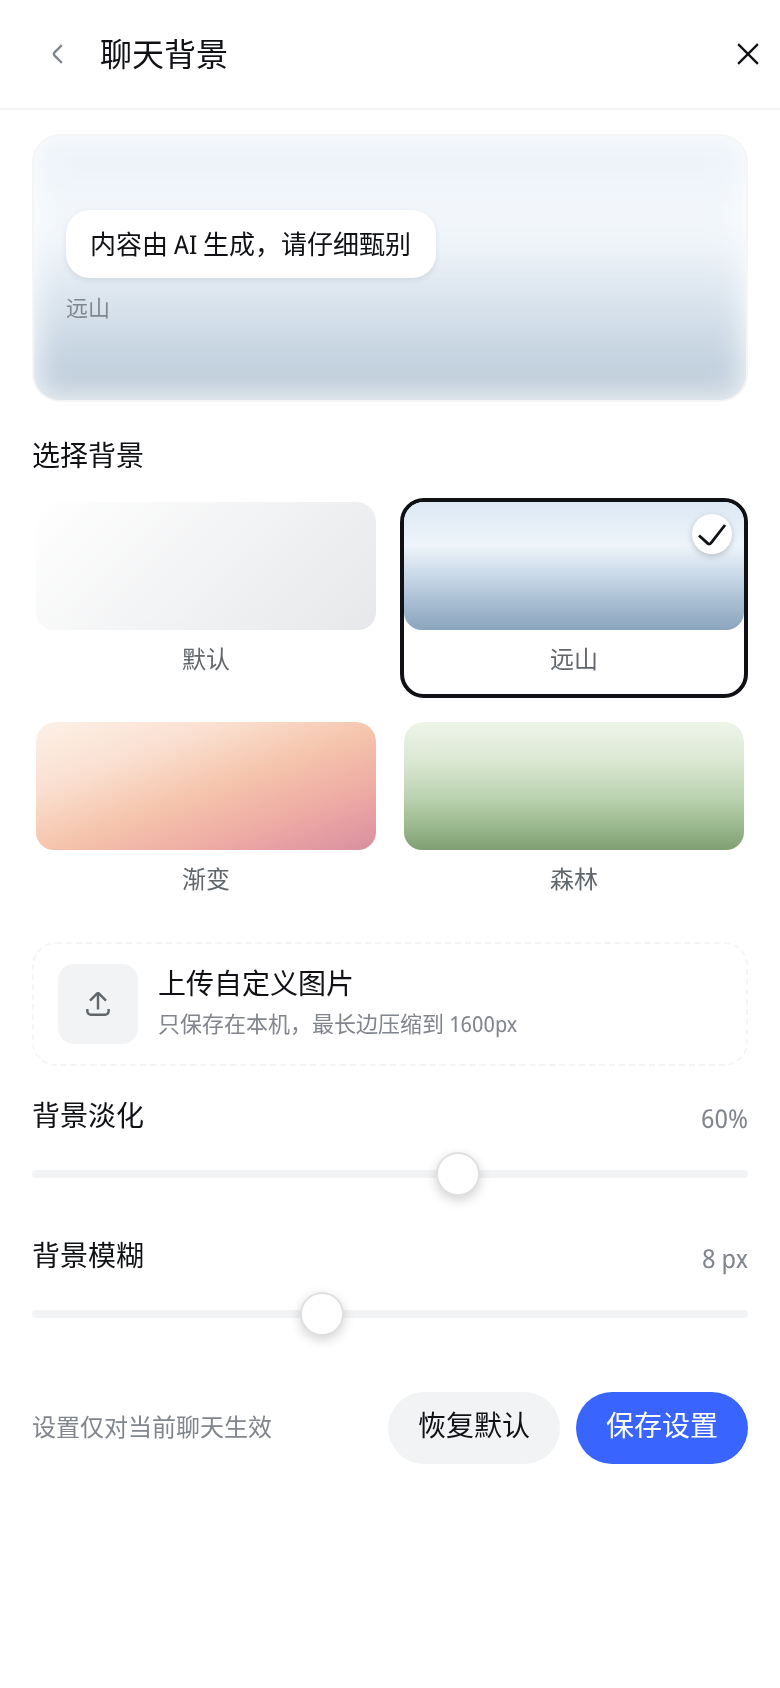 聊天背景
内容由 AI 生成，请仔细甄别
远山
选择背景
默认
远山
渐变
森林
上传自定义图片
只保存在本机，最长边压缩到 1600px
背景淡化
60%
背景模糊
8 px
设置仅对当前聊天生效
恢复默认
保存设置